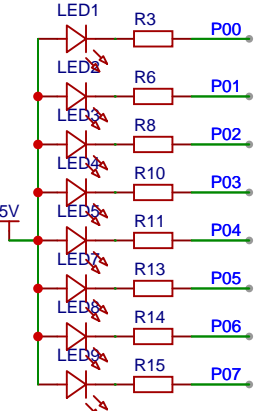 LED1 R3 P00
LED2 R6 P01
LED3 R8 P02
LED4 R10 P03
5V LED5 R11 P04
LED7 R13 P05
LED8 R14 P06
LED9 R15 P07